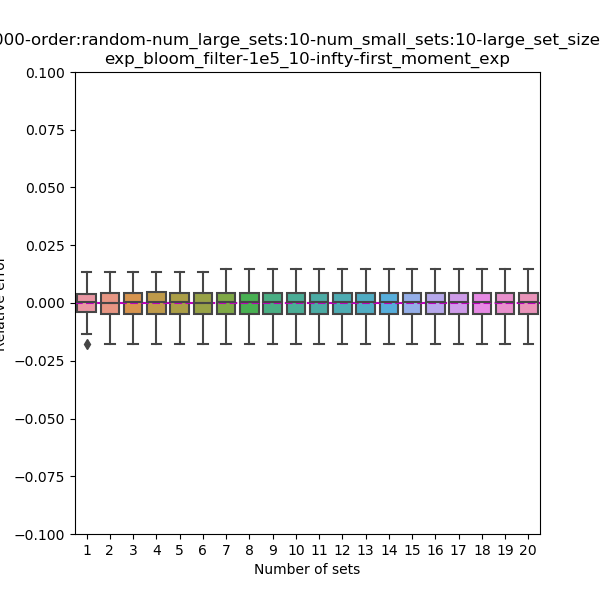 000-order:random-num_large_sets:10-num_small_sets:10-large_set_size
exp_bloom_filter-1e5_10-infty-first_moment_exp
0.100
0.075
0.050
0.025
0.000
−0.025
−0.050
−0.075
−0.100
Relative error
1 2 3 4 5 6 7 8 9 10 11 12 13 14 15 16 17 18 19 20
Number of sets